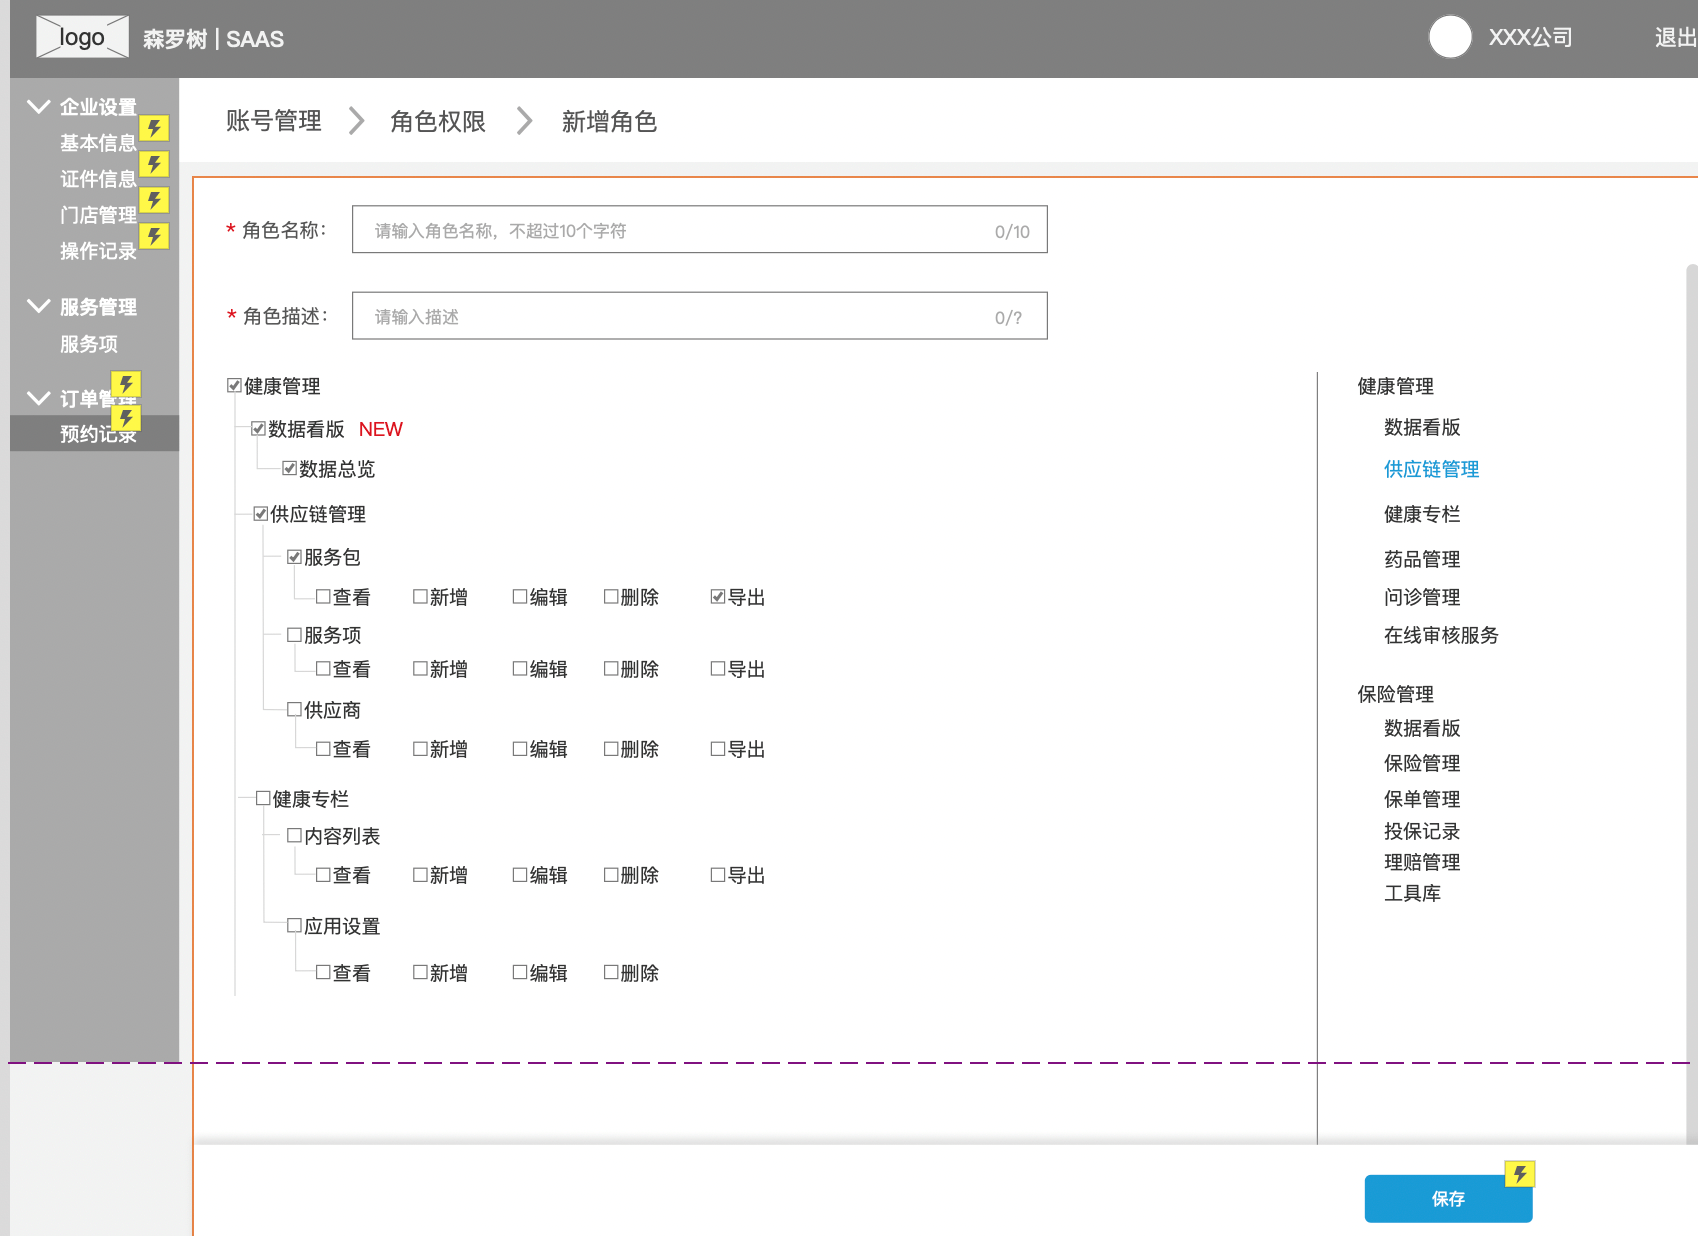 logo 森罗树 | SAAS XXX公司 退出
企业设置
基本信息
证件信息
门店管理
操作记录
服务管理
服务项
订单管理
预约记录
账号管理 角色权限 新增角色
* 角色名称： 请输入角色名称，不超过10个字符 0/10
* 角色描述： 请输入描述 0/?
健康管理
数据看版 NEW
数据总览
供应链管理
服务包
查看 新增 编辑 删除 导出
服务项
查看 新增 编辑 删除 导出
供应商
查看 新增 编辑 删除 导出
健康专栏
内容列表
查看 新增 编辑 删除 导出
应用设置
查看 新增 编辑 删除
健康管理
数据看版
供应链管理
健康专栏
药品管理
问诊管理
在线审核服务
保险管理
数据看版
保险管理
保单管理
投保记录
理赔管理
工具库
保存